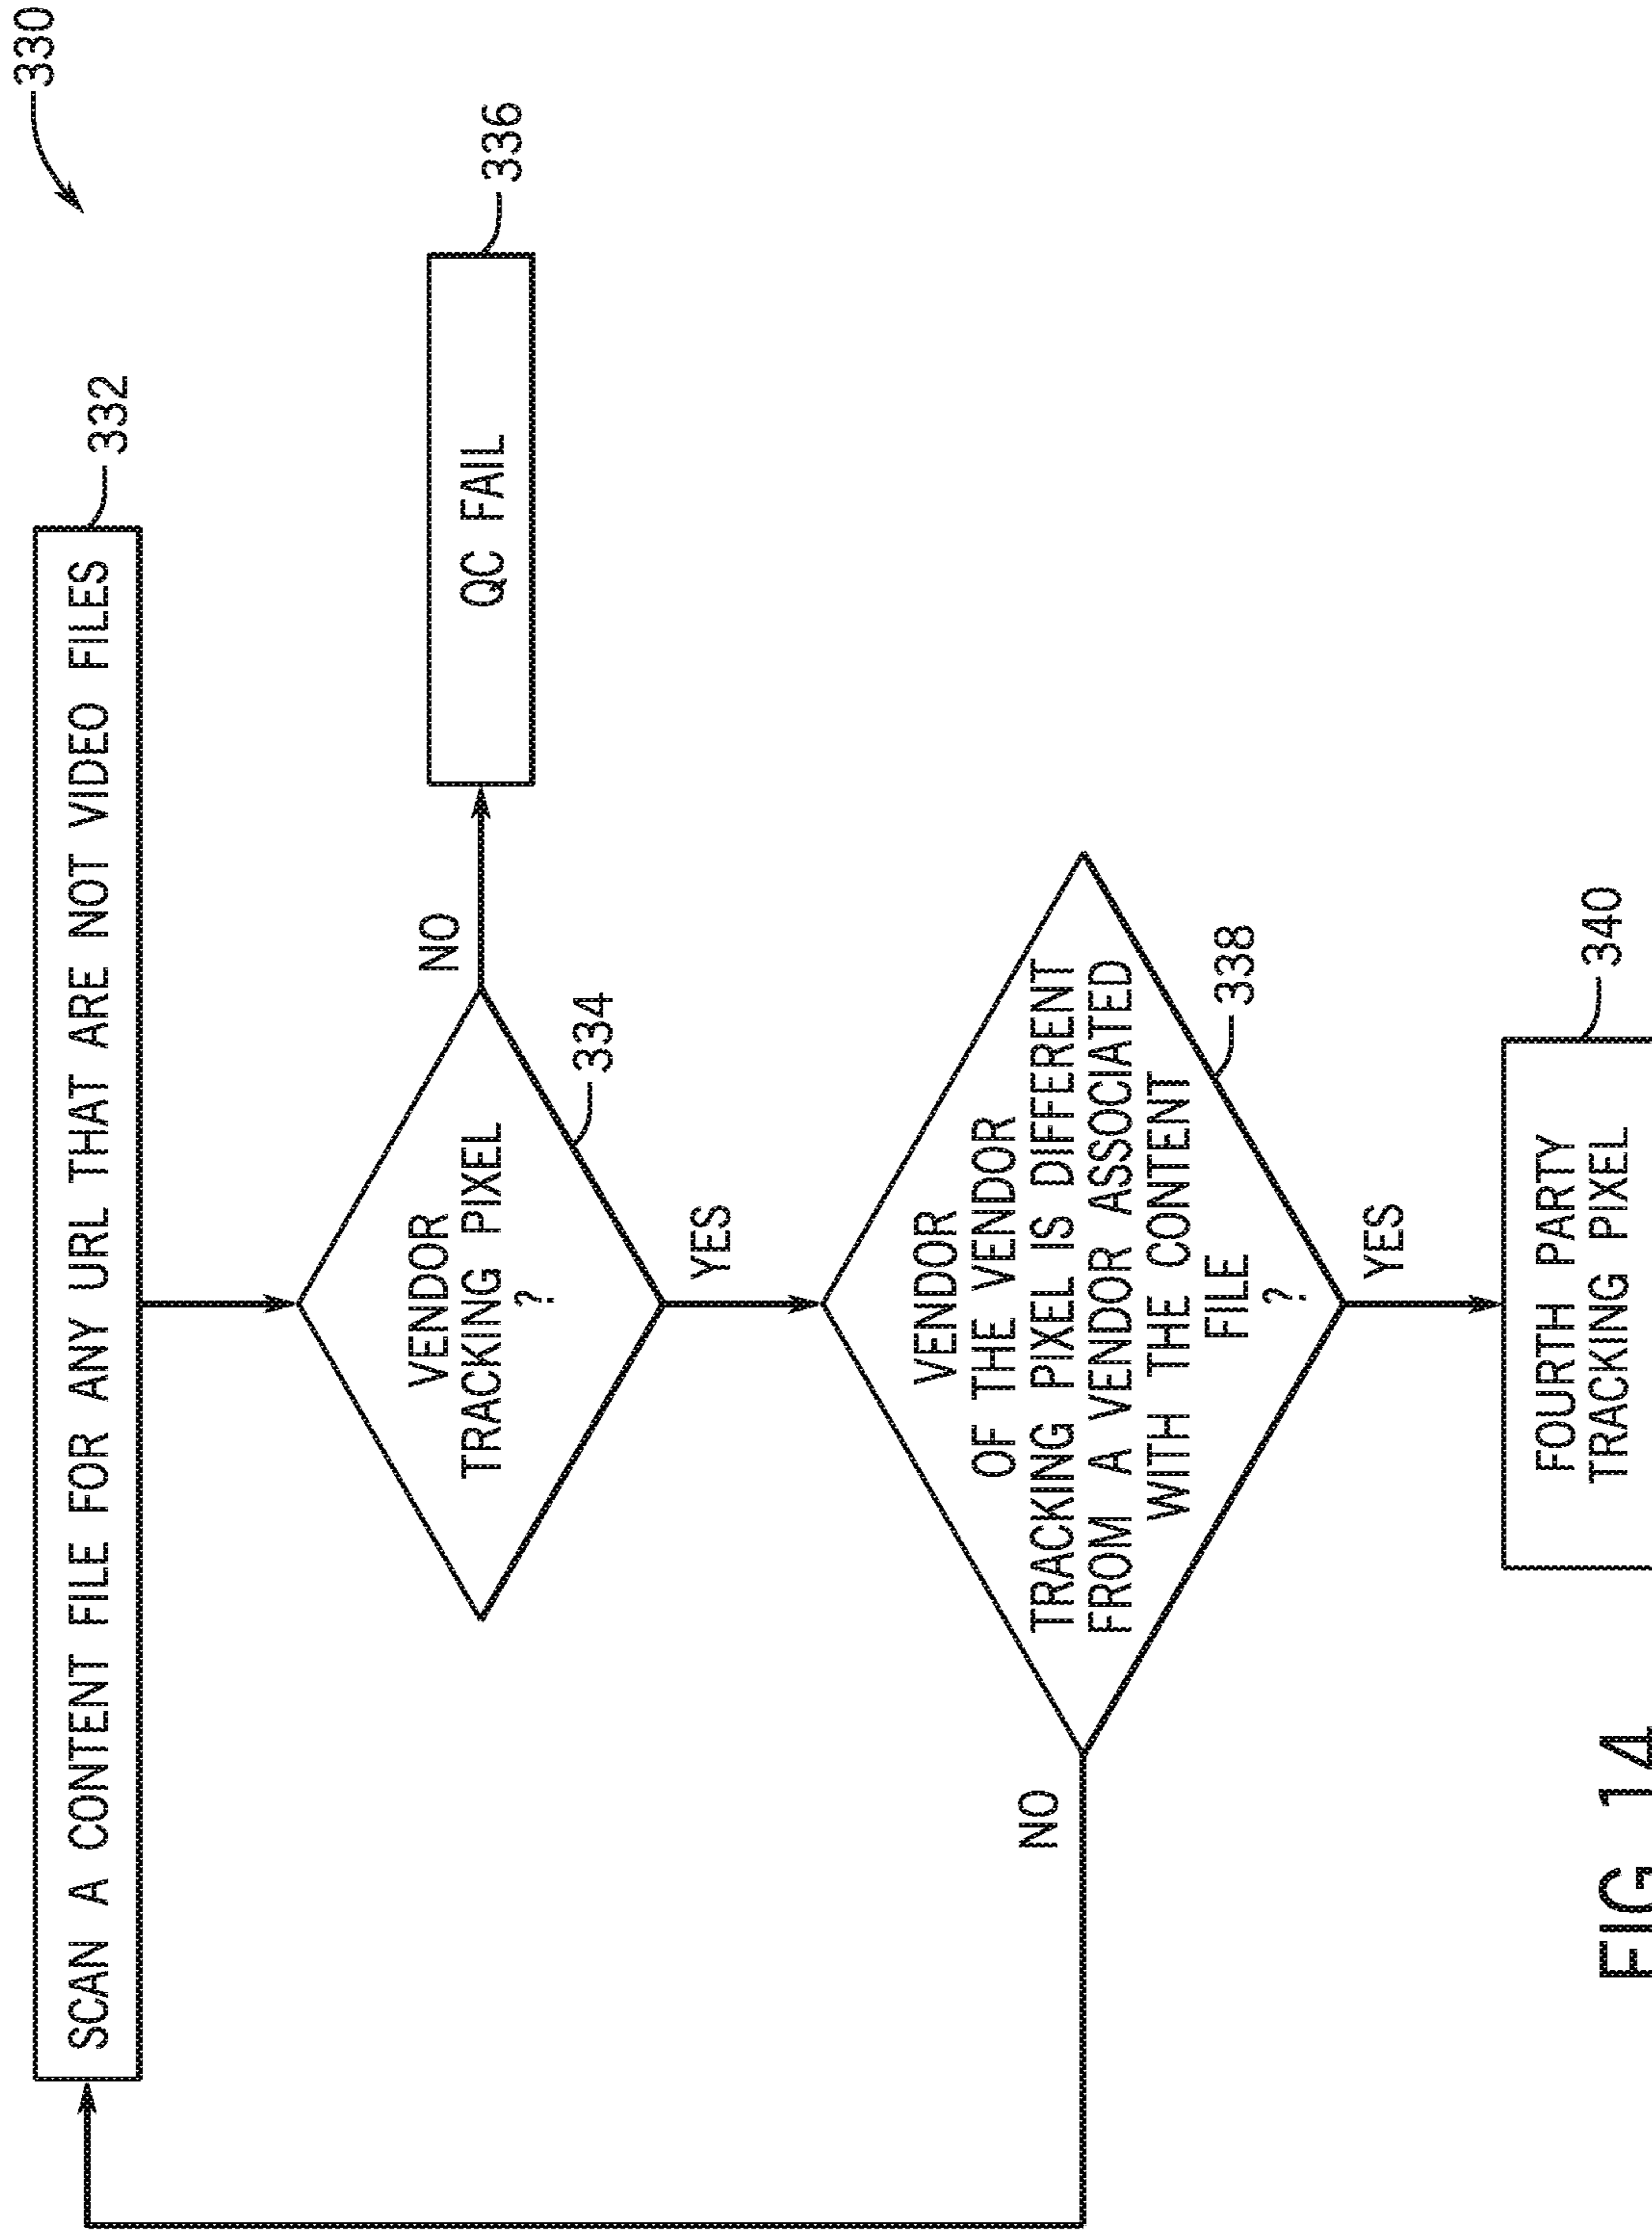 330
SCAN A CONTENT FILE FOR ANY URL THAT ARE NOT VIDEO FILES
332
VENDOR
TRACKING PIXEL
?
334
NO
QC FAIL
336
YES
VENDOR
OF THE VENDOR
TRACKING PIXEL IS DIFFERENT
FROM A VENDOR ASSOCIATED
WITH THE CONTENT
FILE
?
338
NO
YES
FOURTH PARTY
TRACKING PIXEL
340
FIG 14